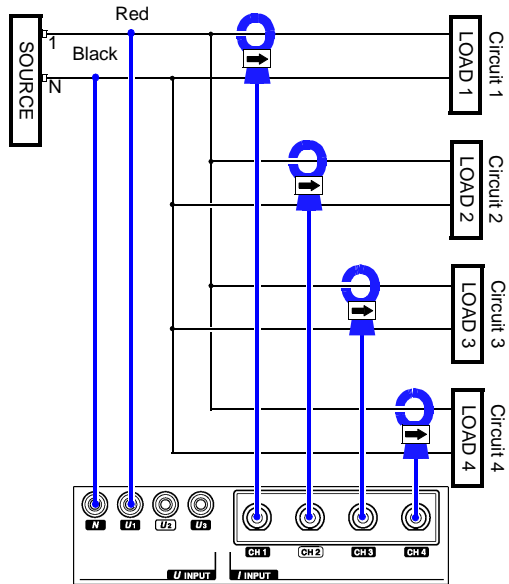 Red
1
Black
N
SOURCE
LOAD 1
Circuit 1
LOAD 2
Circuit 2
LOAD 3
Circuit 3
LOAD 4
Circuit 4
N U1 U2 U3
CH 1 CH 2 CH 3 CH 4
U INPUT I INPUT